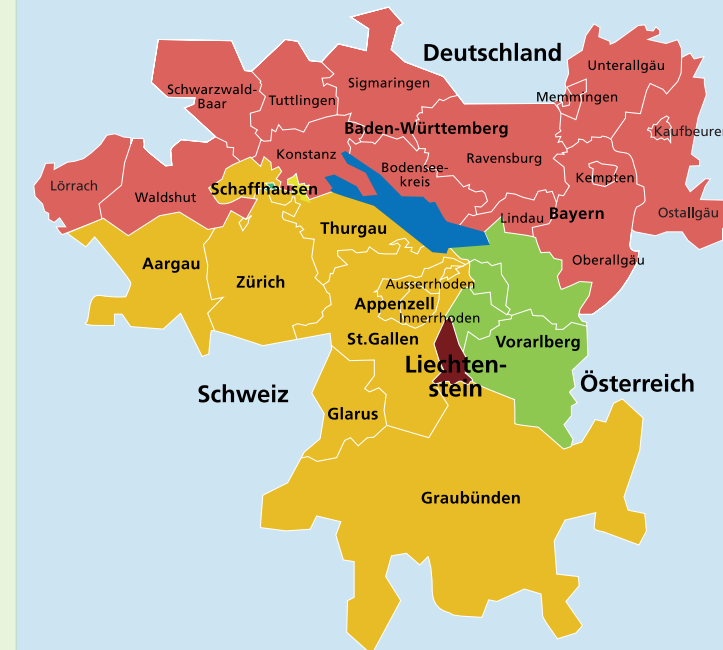 Deutschland
Unterallgäu
Sigmaringen
Schwarzwald-
Baar
Tuttlingen
Memmingen
Baden-Württemberg
Kaufbeure
Konstanz
Ravensburg
Bodensee-
kreis
Kempten
Lörrach
Schaffhausen
Waldshut
Lindau
Bayern
Ostallgäu
Thurgau
Aargau
Oberallgäu
Zürich
Ausserrhoden
Appenzell
Innerrhoden
St.Gallen
Vorarlberg
Liechten-
stein
Österreich
Schweiz
Glarus
Graubünden